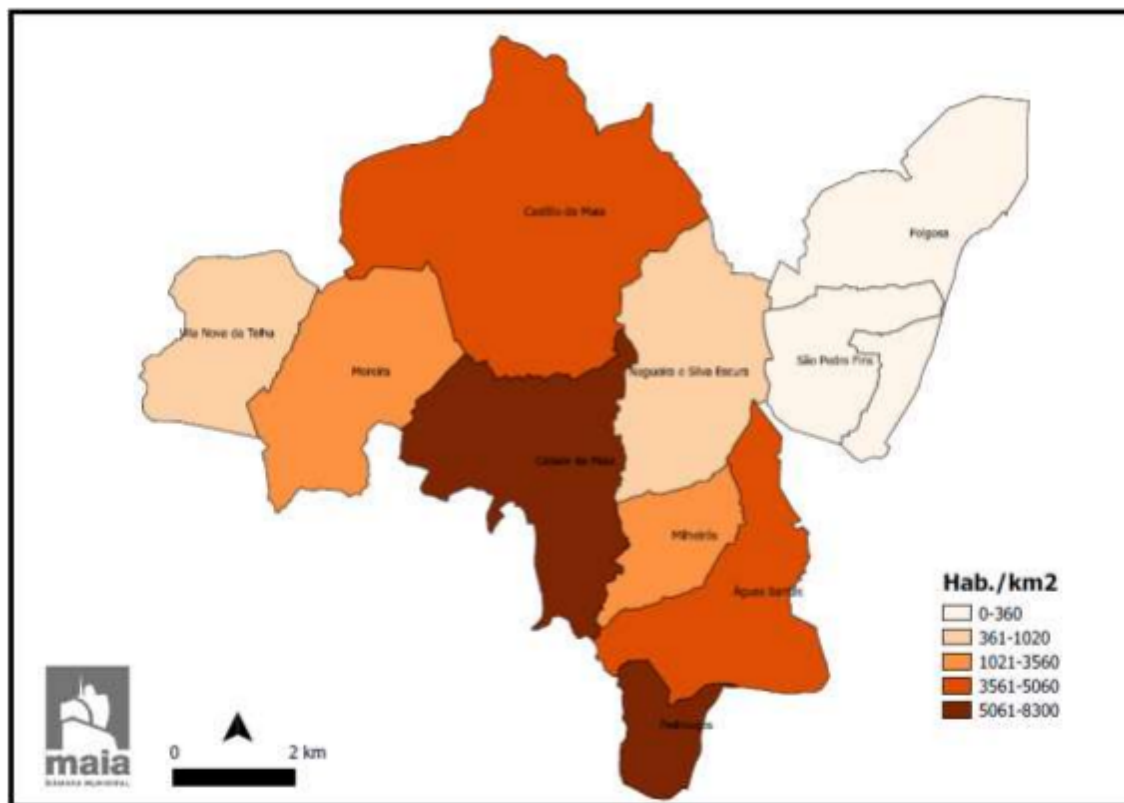 Castêlo da Maia
Folgosa
Vila Nova da Telha
São Pedro Fins
Moreira
Nogueira e Silva Escura
Cidade da Maia
Milheirós
Águas Santas
Pedrouços
Hab./km2
0-360
361-1020
1021-3560
3561-5060
5061-8300
maia
CÂMARA MUNICIPAL
0 2 km